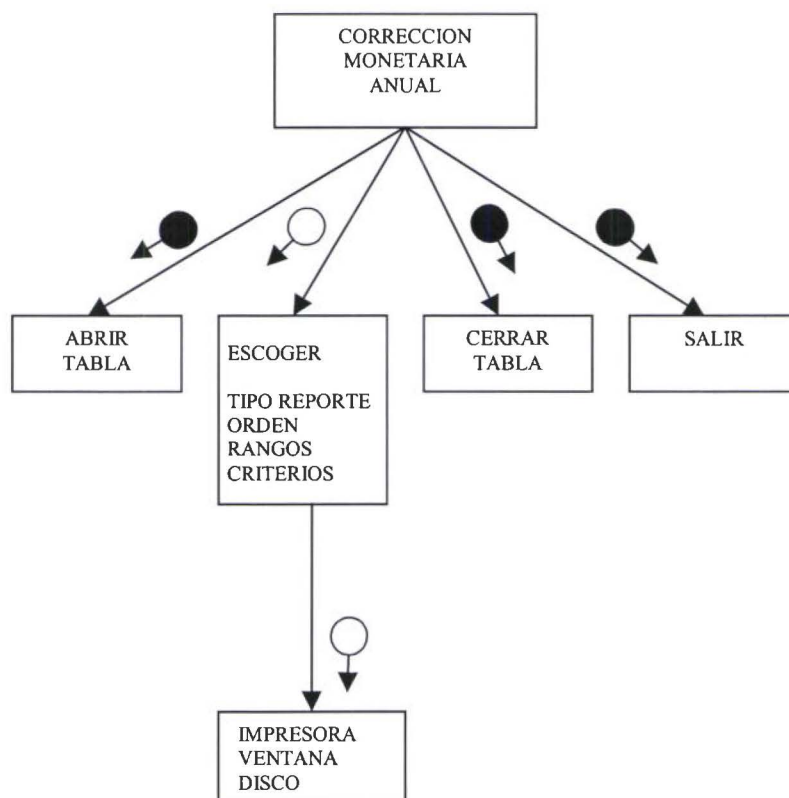 CORRECCION
MONETARIA
ANUAL
ABRIR
TABLA
ESCOGER
TIPO REPORTE
ORDEN
RANGOS
CRITERIOS
CERRAR
TABLA
SALIR
IMPRESORA
VENTANA
DISCO